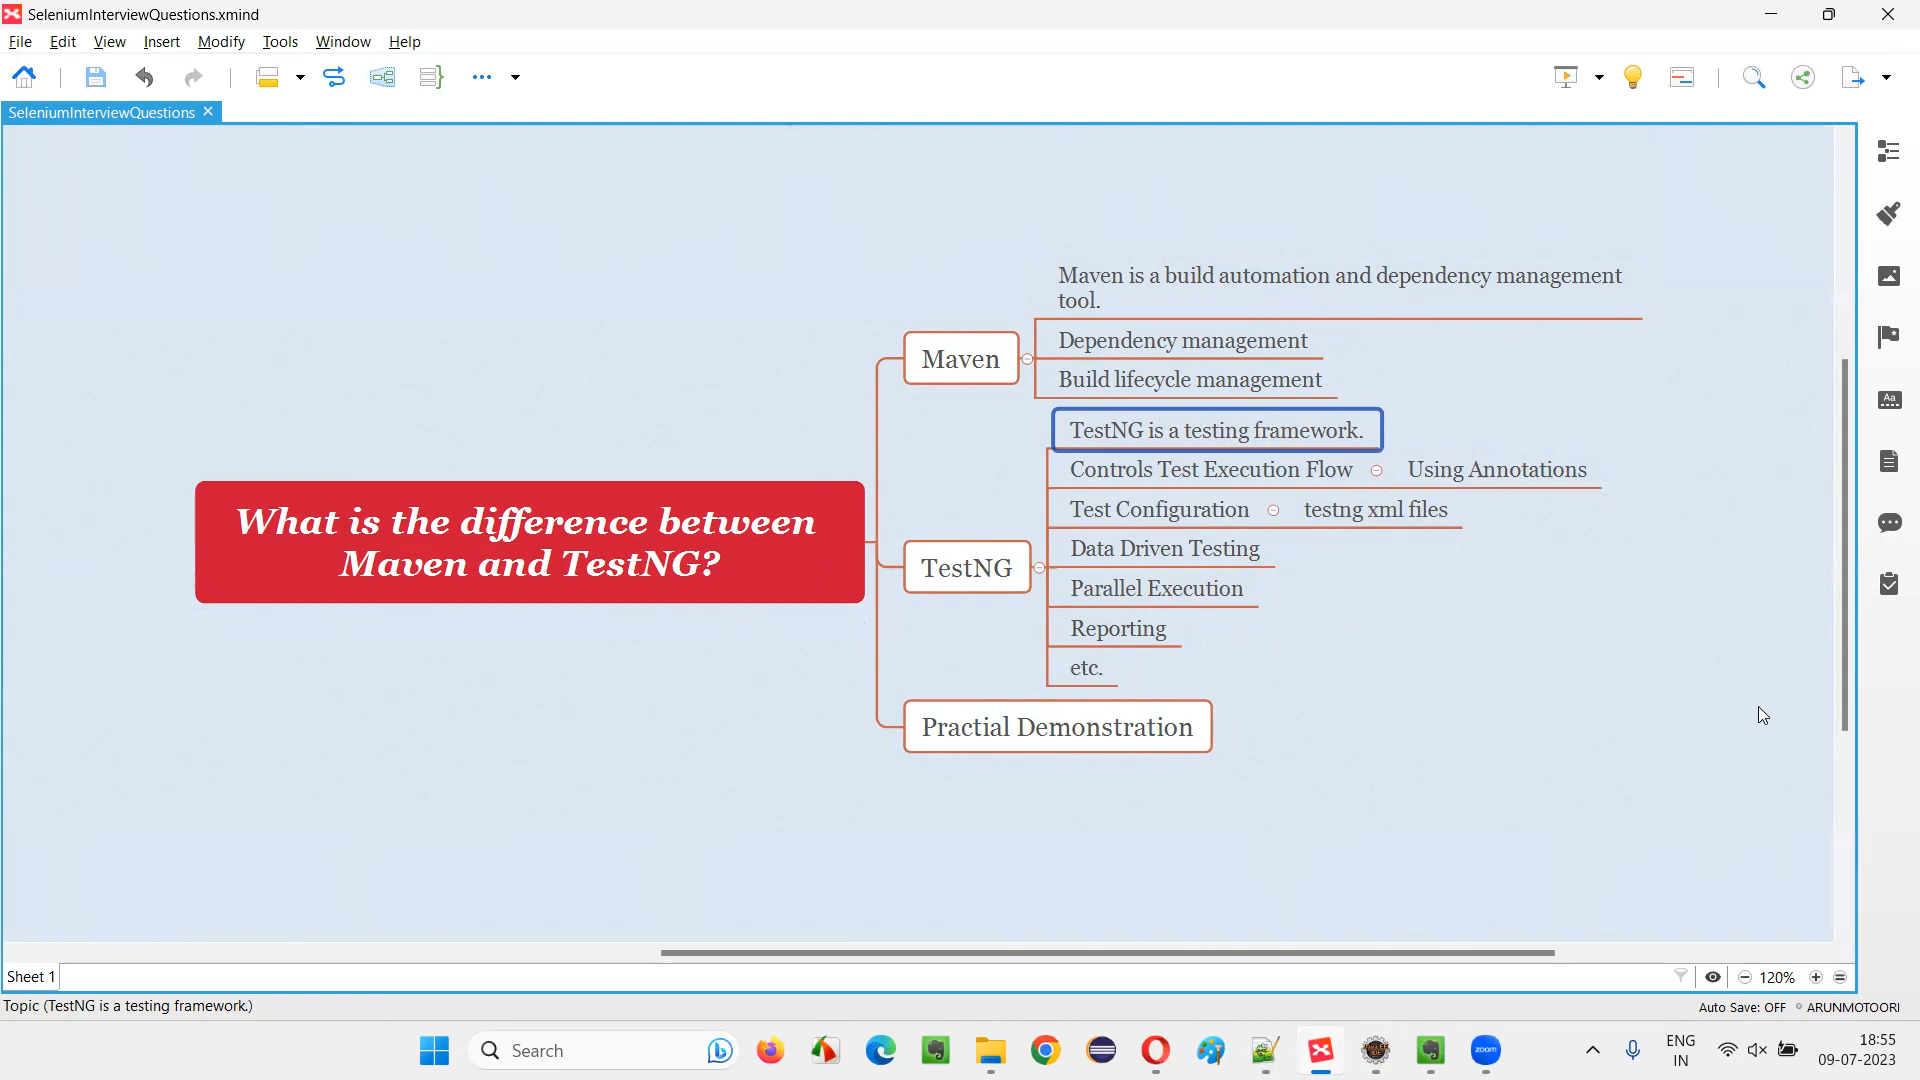 SeleniumInterviewQuestions.xmind
File Edit View Insert Modify Tools Window Help
SeleniumInterviewQuestions
What is the difference between
Maven and TestNG?
Maven
Maven is a build automation and dependency management
tool.
Dependency management
Build lifecycle management
TestNG
TestNG is a testing framework.
Controls Test Execution Flow
Using Annotations
Test Configuration
testng xml files
Data Driven Testing
Parallel Execution
Reporting
etc.
Practial Demonstration
Aa
Sheet 1
120%
Topic (TestNG is a testing framework.)
Auto Save: OFF
ARUNMOTOORI
Search
zoom
ENG
IN
18:55
09-07-2023